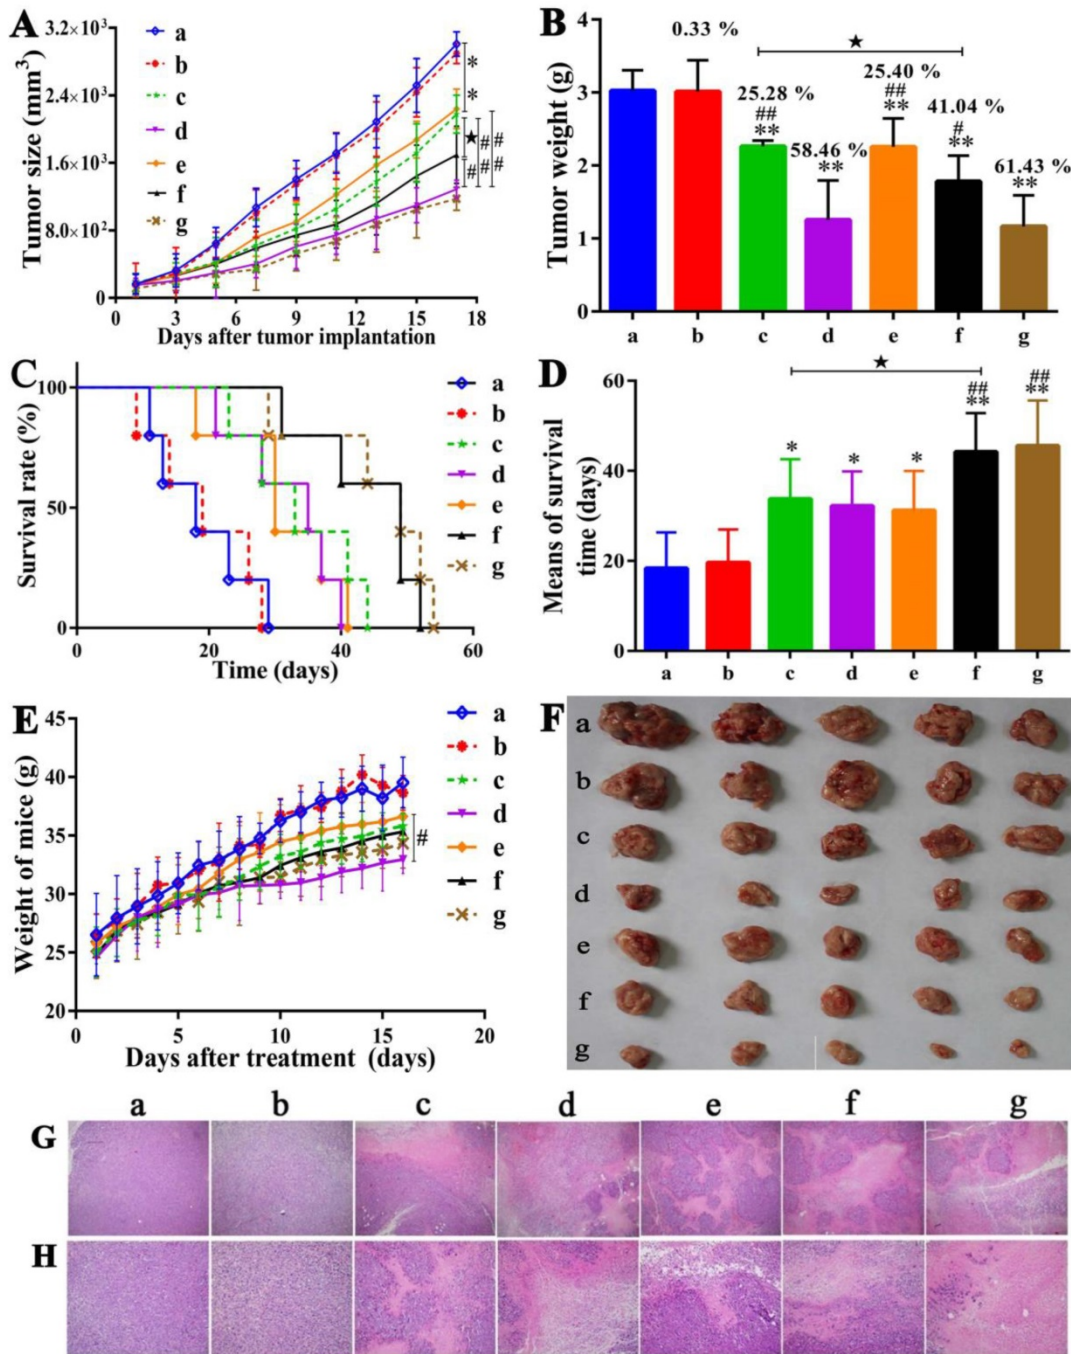 A
Tumor size (mm³)
3.2×10³
2.4×10³
1.6×10³
8.0×10²
0
0 3 6 9 12 15 18
Days after tumor implantation
a
b
c
d
e
f
g
*
*
★
#
##
##
B
Tumor weight (g)
4
3
2
1
0
0.33 %
★
25.28 %
##
**
58.46 %
**
25.40 %
##
**
41.04 %
#
**
61.43 %
**
a b c d e f g
C
Survival rate (%)
100
50
0
0 20 40 60
Time (days)
a
b
c
d
e
f
g
D
Means of survival
time (days)
60
40
20
0
★
*
*
*
##
**
##
**
a b c d e f g
E
Weight of mice (g)
45
40
35
30
25
20
0 5 10 15 20
Days after treatment (days)
a
b
c
d
e
f
g
#
F
a
b
c
d
e
f
g
a b c d e f g
G
H